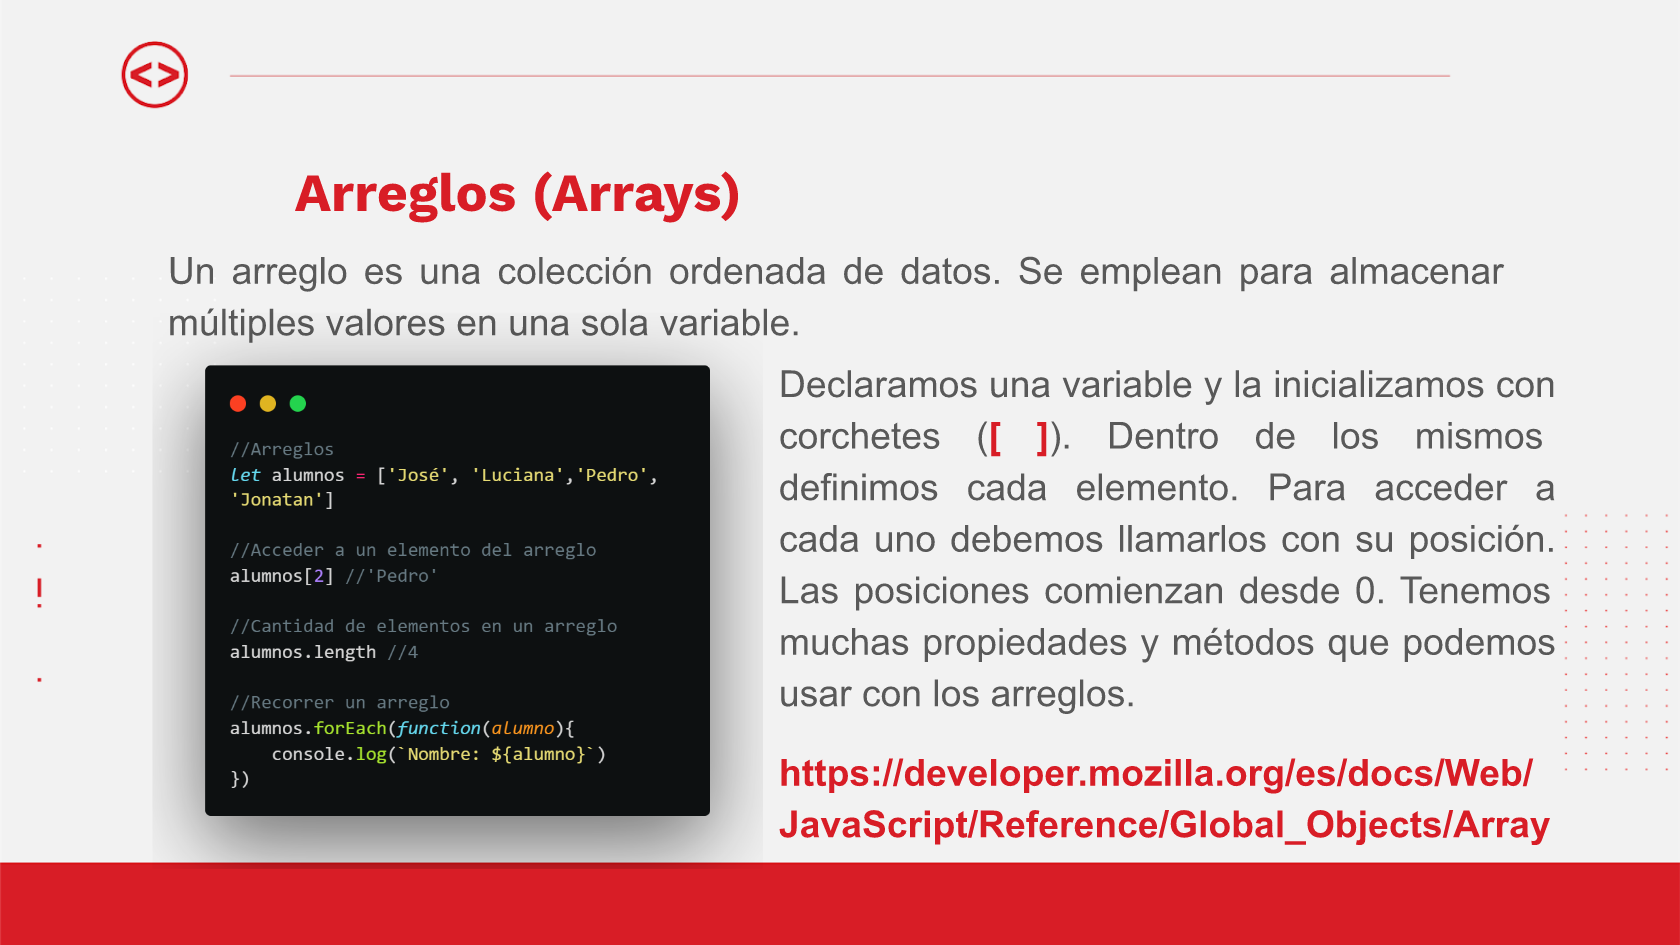 <>
Arreglos (Arrays)
Un arreglo es una colección ordenada de datos. Se emplean para almacenar
múltiples valores en una sola variable.
//Arreglos
let alumnos = ['José', 'Luciana','Pedro',
'Jonatan']
//Acceder a un elemento del arreglo
alumnos[2] //'Pedro'
//Cantidad de elementos en un arreglo
alumnos.length //4
//Recorrer un arreglo
alumnos.forEach(function(alumno){
    console.log(`Nombre: ${alumno}`)
})
Declaramos una variable y la inicializamos con
corchetes ([ ]). Dentro de los mismos
definimos cada elemento. Para acceder a
cada uno debemos llamarlos con su posición.
Las posiciones comienzan desde 0. Tenemos
muchas propiedades y métodos que podemos
usar con los arreglos.
https://developer.mozilla.org/es/docs/Web/
JavaScript/Reference/Global_Objects/Array